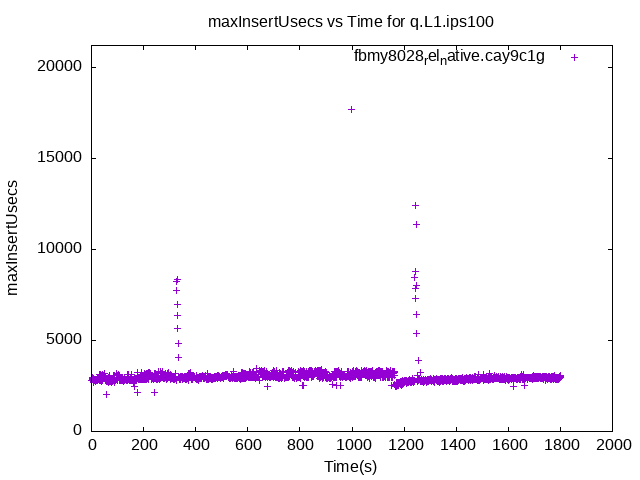 maxInsertUsecs vs Time for q.L1.ips100
fbmy8028relnative.cay9c1g
20000
15000
10000
5000
0
maxInsertUsecs
0 200 400 600 800 1000 1200 1400 1600 1800 2000
Time(s)